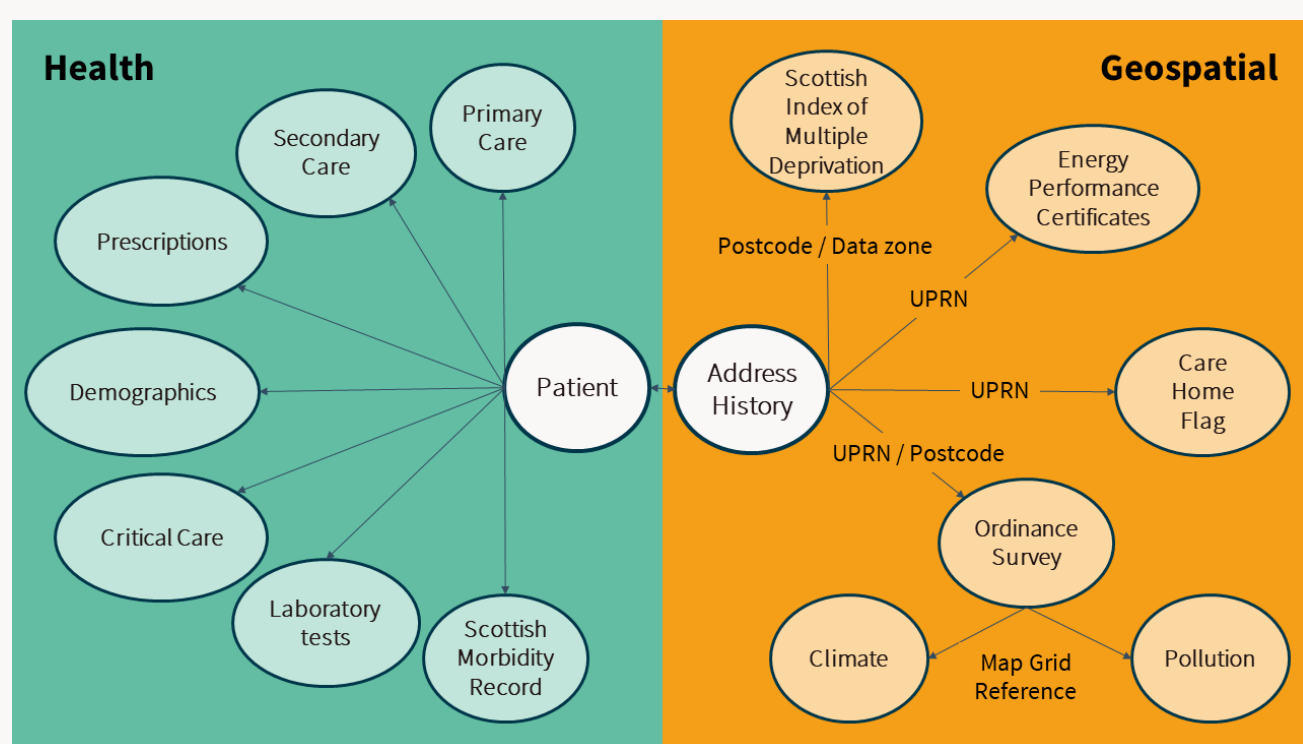 Health
Geospatial
Primary
Care
Secondary
Care
Prescriptions
Demographics
Critical Care
Laboratory
tests
Scottish
Morbidity
Record
Patient
Address
History
Scottish
Index of
Multiple
Deprivation
Postcode / Data zone
Energy
Performance
Certificates
UPRN
Care
Home
Flag
UPRN
UPRN / Postcode
Ordinance
Survey
Climate
Map Grid
Reference
Pollution